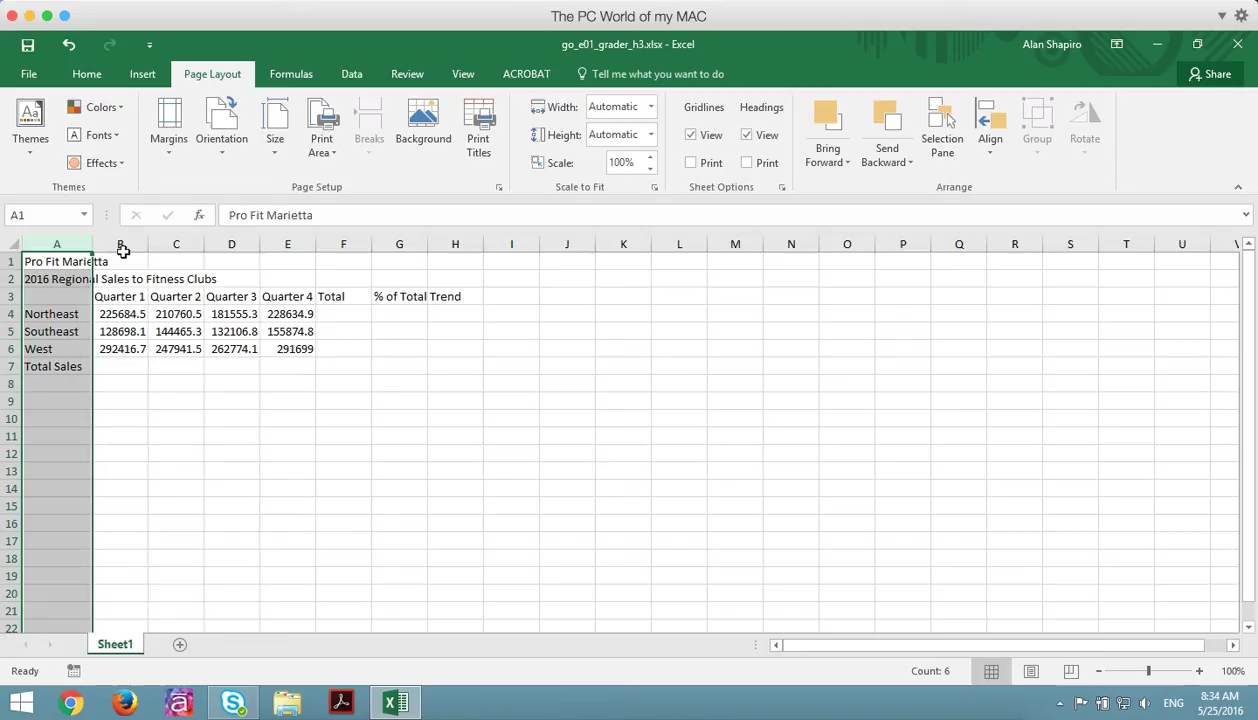 The PC World of my MAC
go_e01_grader_h3.xlsx - Excel
Alan Shapiro
File Home Insert Page Layout Formulas Data Review View ACROBAT Tell me what you want to do Share
Themes
Colors
Fonts
Effects
Margins
Orientation
Size
Print Area
Breaks
Background
Print Titles
Width: Automatic
Height: Automatic
Scale: 100%
Gridlines Headings
View View
Print Print
Bring Forward
Send Backward
Selection Pane
Align
Group
Rotate
Themes Page Setup Scale to Fit Sheet Options Arrange
A1 fx Pro Fit Marietta
A B C D E F G H I J K L M N O P Q R S T U V
1 Pro Fit Marietta
2 2016 Regional Sales to Fitness Clubs
3 Quarter 1 Quarter 2 Quarter 3 Quarter 4 Total % of Total Trend
4 Northeast 225684.5 210760.5 181555.3 228634.9
5 Southeast 128698.1 144465.3 132106.8 155874.8
6 West 292416.7 247941.5 262774.1 291699
7 Total Sales
8
9
10
11
12
13
14
15
16
17
18
19
20
21
22
Sheet1
Ready Count: 6 100%
ENG
8:34 AM
5/25/2016